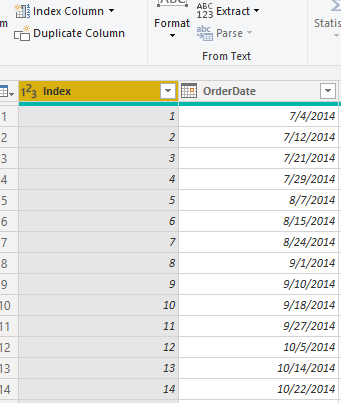 Index Column
Duplicate Column
ABC
Format
ABC
123
Extract
Parse
Statis
From Text
123 Index OrderDate
1 1 7/4/2014
2 2 7/12/2014
3 3 7/21/2014
4 4 7/29/2014
5 5 8/7/2014
6 6 8/15/2014
7 7 8/24/2014
8 8 9/1/2014
9 9 9/10/2014
10 10 9/18/2014
11 11 9/27/2014
12 12 10/5/2014
13 13 10/14/2014
14 14 10/22/2014